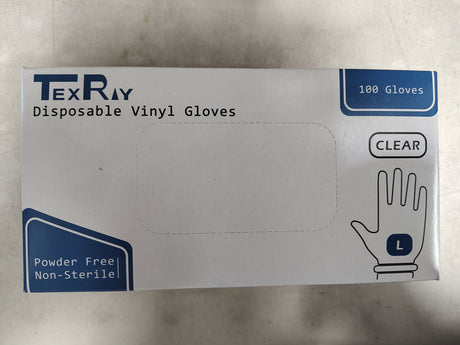 TEXRAY
Disposable Vinyl Gloves
100 Gloves
CLEAR
L
Powder Free
Non-Sterile